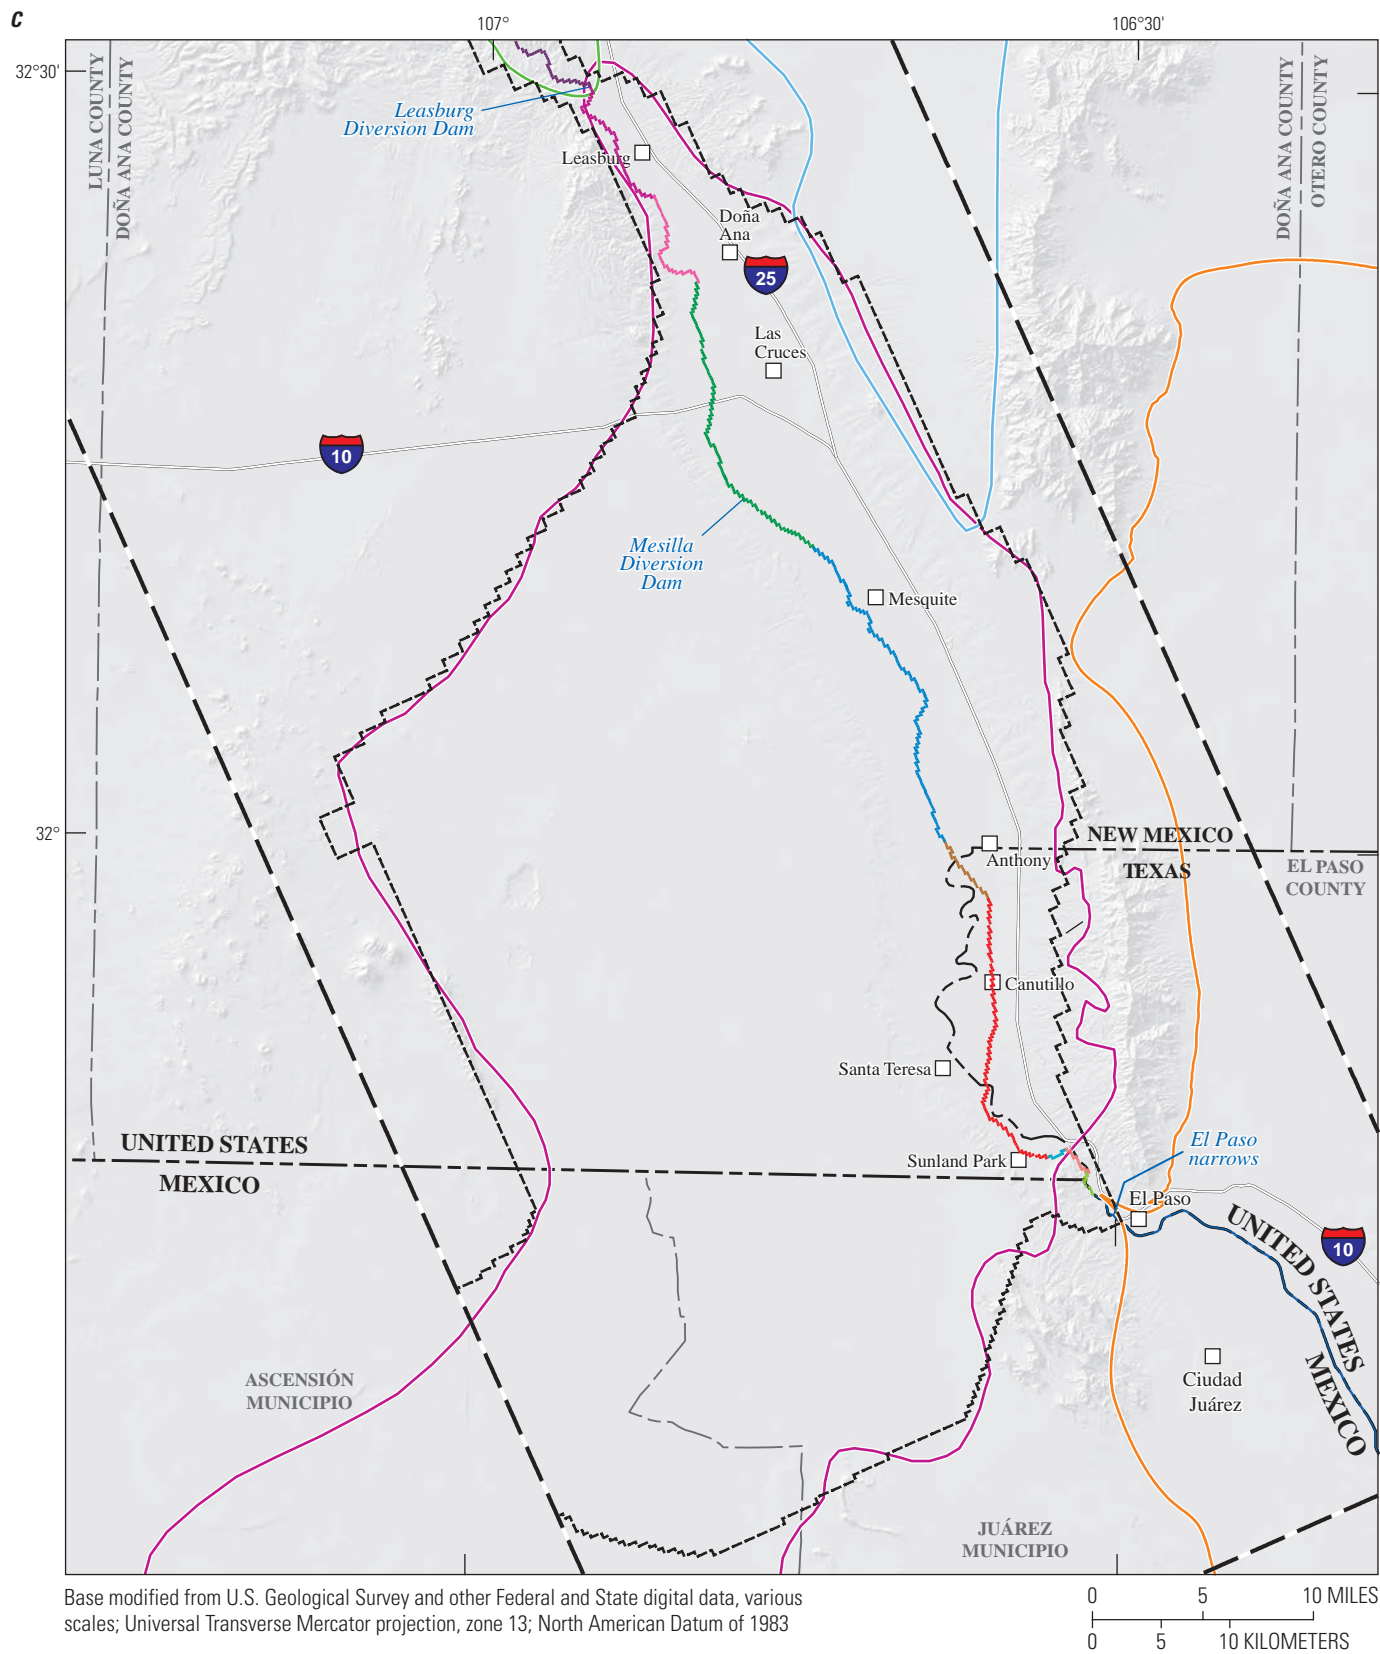 C
107°
106°30'
32°30'
LUNA COUNTY
DOÑA ANA COUNTY
Leasburg
Diversion Dam
Leasburg
DOÑA ANA COUNTY
OTERO COUNTY
Doña
Ana
25
Las
Cruces
10
Mesilla
Diversion
Dam
Mesquite
32°
NEW MEXICO
TEXAS
Anthony
EL PASO
COUNTY
Canutillo
Santa Teresa
UNITED STATES
MEXICO
Sunland Park
El Paso
narrows
El Paso
UNITED STATES
MEXICO
10
ASCENSIÓN
MUNICIPIO
Ciudad
Juárez
JUÁREZ
MUNICIPIO
Base modified from U.S. Geological Survey and other Federal and State digital data, various
scales; Universal Transverse Mercator projection, zone 13; North American Datum of 1983
0 5 10 MILES
0 5 10 KILOMETERS